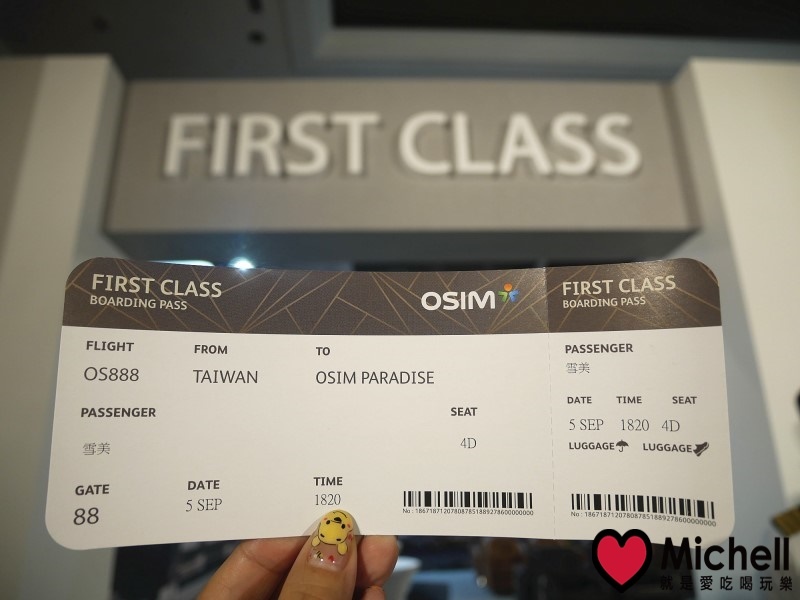 FIRST CLASS
FIRST CLASS
BOARDING PASS
OSIM
FLIGHT FROM TO
OS888 TAIWAN OSIM PARADISE
PASSENGER SEAT
雪美 4D
GATE DATE TIME
88 5 SEP 1820
FIRST CLASS
BOARDING PASS
PASSENGER
雪美
DATE TIME SEAT
5 SEP 1820 4D
LUGGAGE LUGGAGE
Michell
就是愛吃喝玩樂